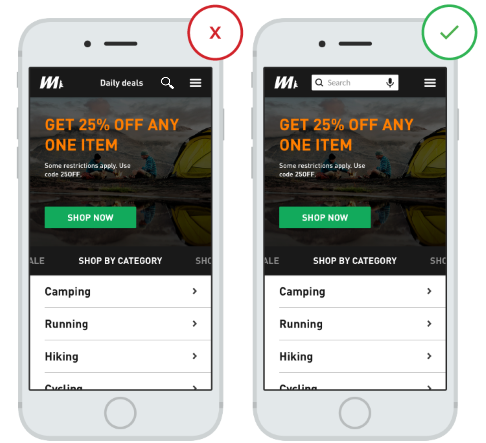 X
Daily deals
GET 25% OFF ANY
ONE ITEM
Some restrictions apply. Use
code 25OFF.
SHOP NOW
ALE SHOP BY CATEGORY SHO
Camping
Running
Hiking
Cycling
Search
GET 25% OFF ANY
ONE ITEM
Some restrictions apply. Use
code 25OFF.
SHOP NOW
ALE SHOP BY CATEGORY SHO
Camping
Running
Hiking
Cycling